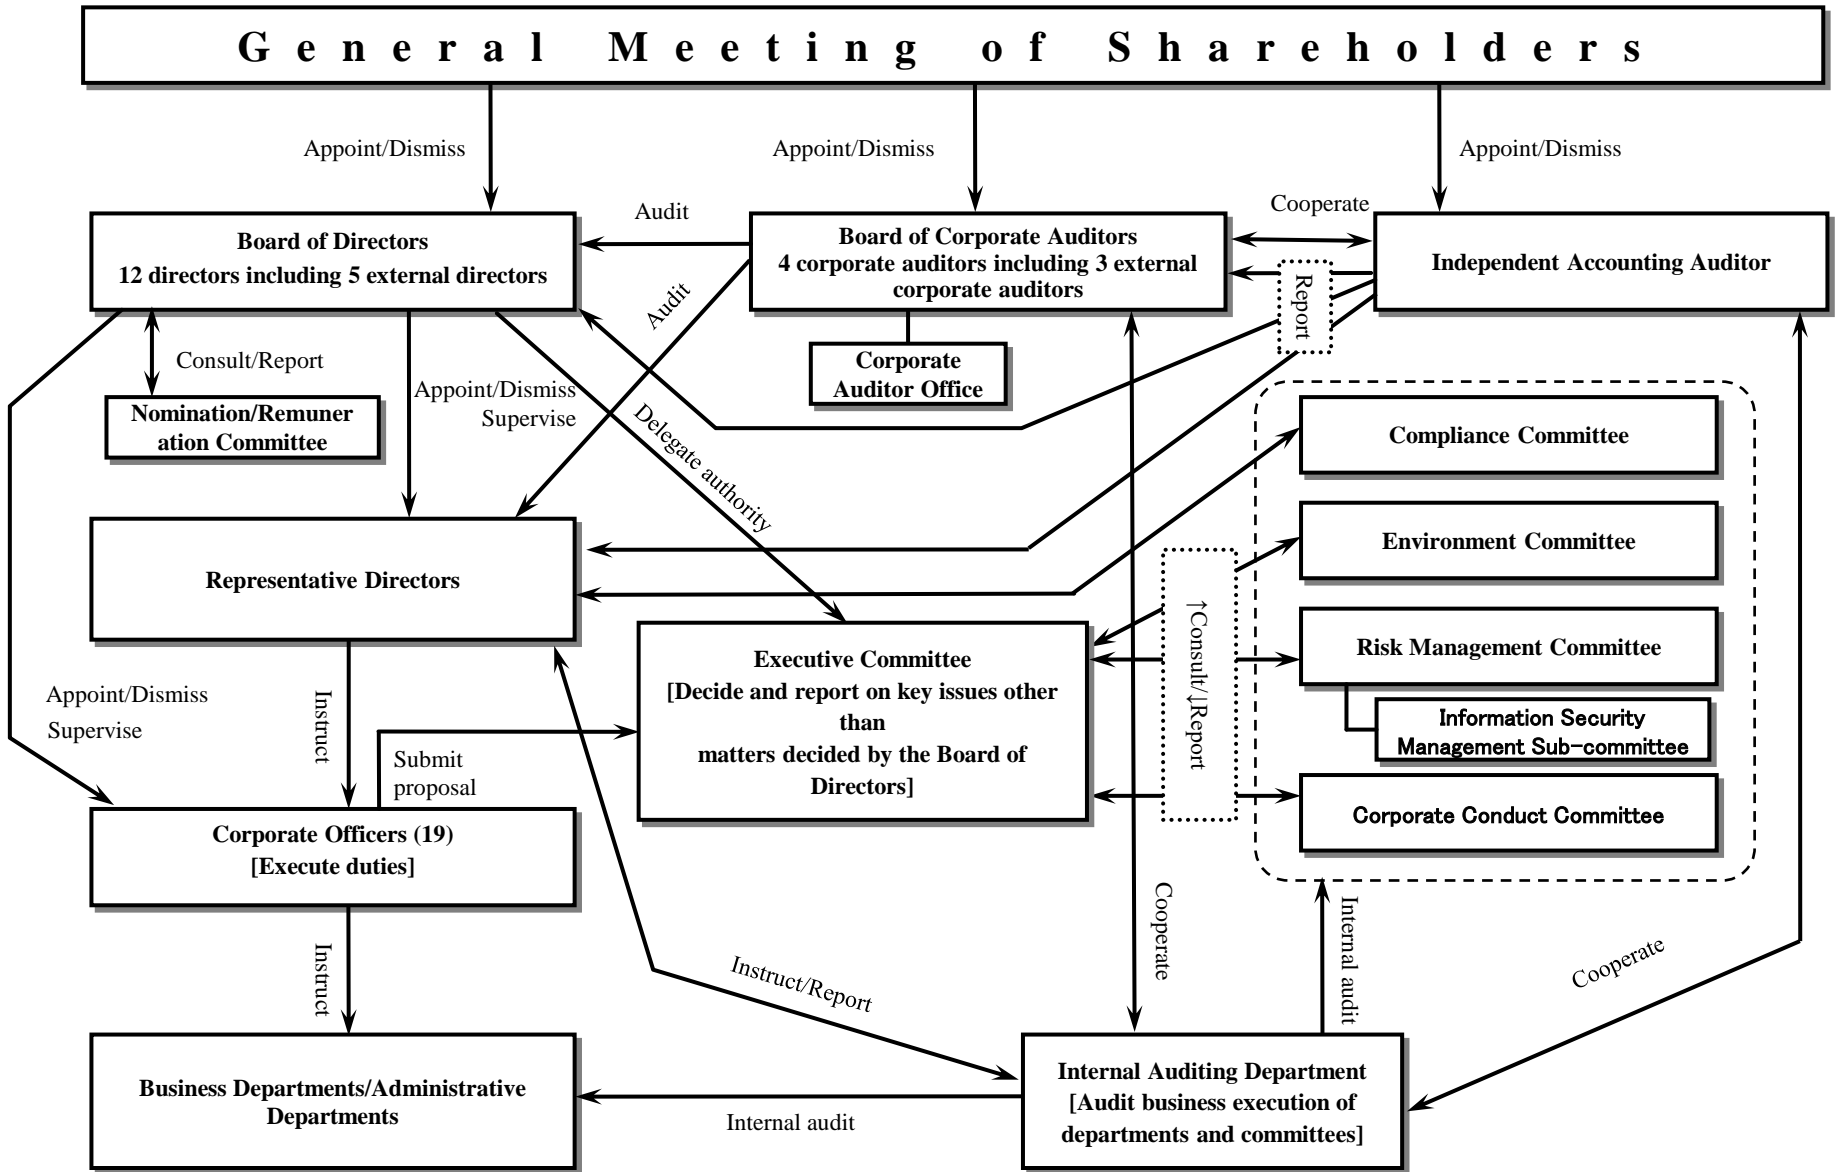 General Meeting of Shareholders
Appoint/Dismiss
Appoint/Dismiss
Appoint/Dismiss
Board of Directors
12 directors including 5 external directors
Audit
Board of Corporate Auditors
4 corporate auditors including 3 external
corporate auditors
Cooperate
Independent Accounting Auditor
Report
Audit
Consult/Report
Nomination/Remuner
ation Committee
Appoint/Dismiss
Supervise
Corporate
Auditor Office
Delegate authority
Compliance Committee
Environment Committee
Representative Directors
↑Consult/↓Report
Executive Committee
[Decide and report on key issues other
than
matters decided by the Board of
Directors]
Risk Management Committee
Information Security
Management Sub-committee
Corporate Conduct Committee
Appoint/Dismiss
Supervise
Instruct
Submit
proposal
Corporate Officers (19)
[Execute duties]
Instruct
Instruct/Report
Cooperate
Internal audit
Cooperate
Business Departments/Administrative
Departments
Internal audit
Internal Auditing Department
[Audit business execution of
departments and committees]